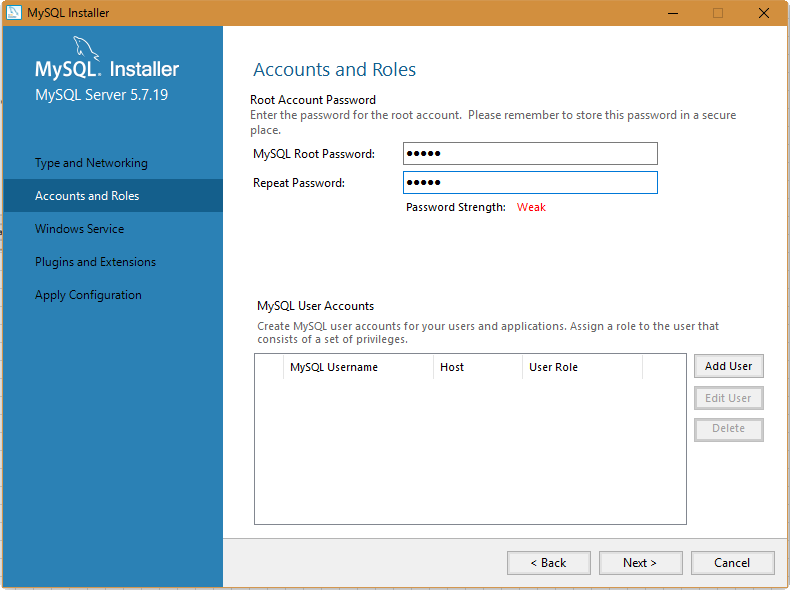 MySQL Installer
MySQL. Installer
MySQL Server 5.7.19
Type and Networking
Accounts and Roles
Windows Service
Plugins and Extensions
Apply Configuration
Accounts and Roles
Root Account Password
Enter the password for the root account. Please remember to store this password in a secure
place.
MySQL Root Password: ●●●●●
Repeat Password: ●●●●●
Password Strength: Weak
MySQL User Accounts
Create MySQL user accounts for your users and applications. Assign a role to the user that
consists of a set of privileges.
MySQL Username Host User Role
Add User
Edit User
Delete
< Back Next > Cancel